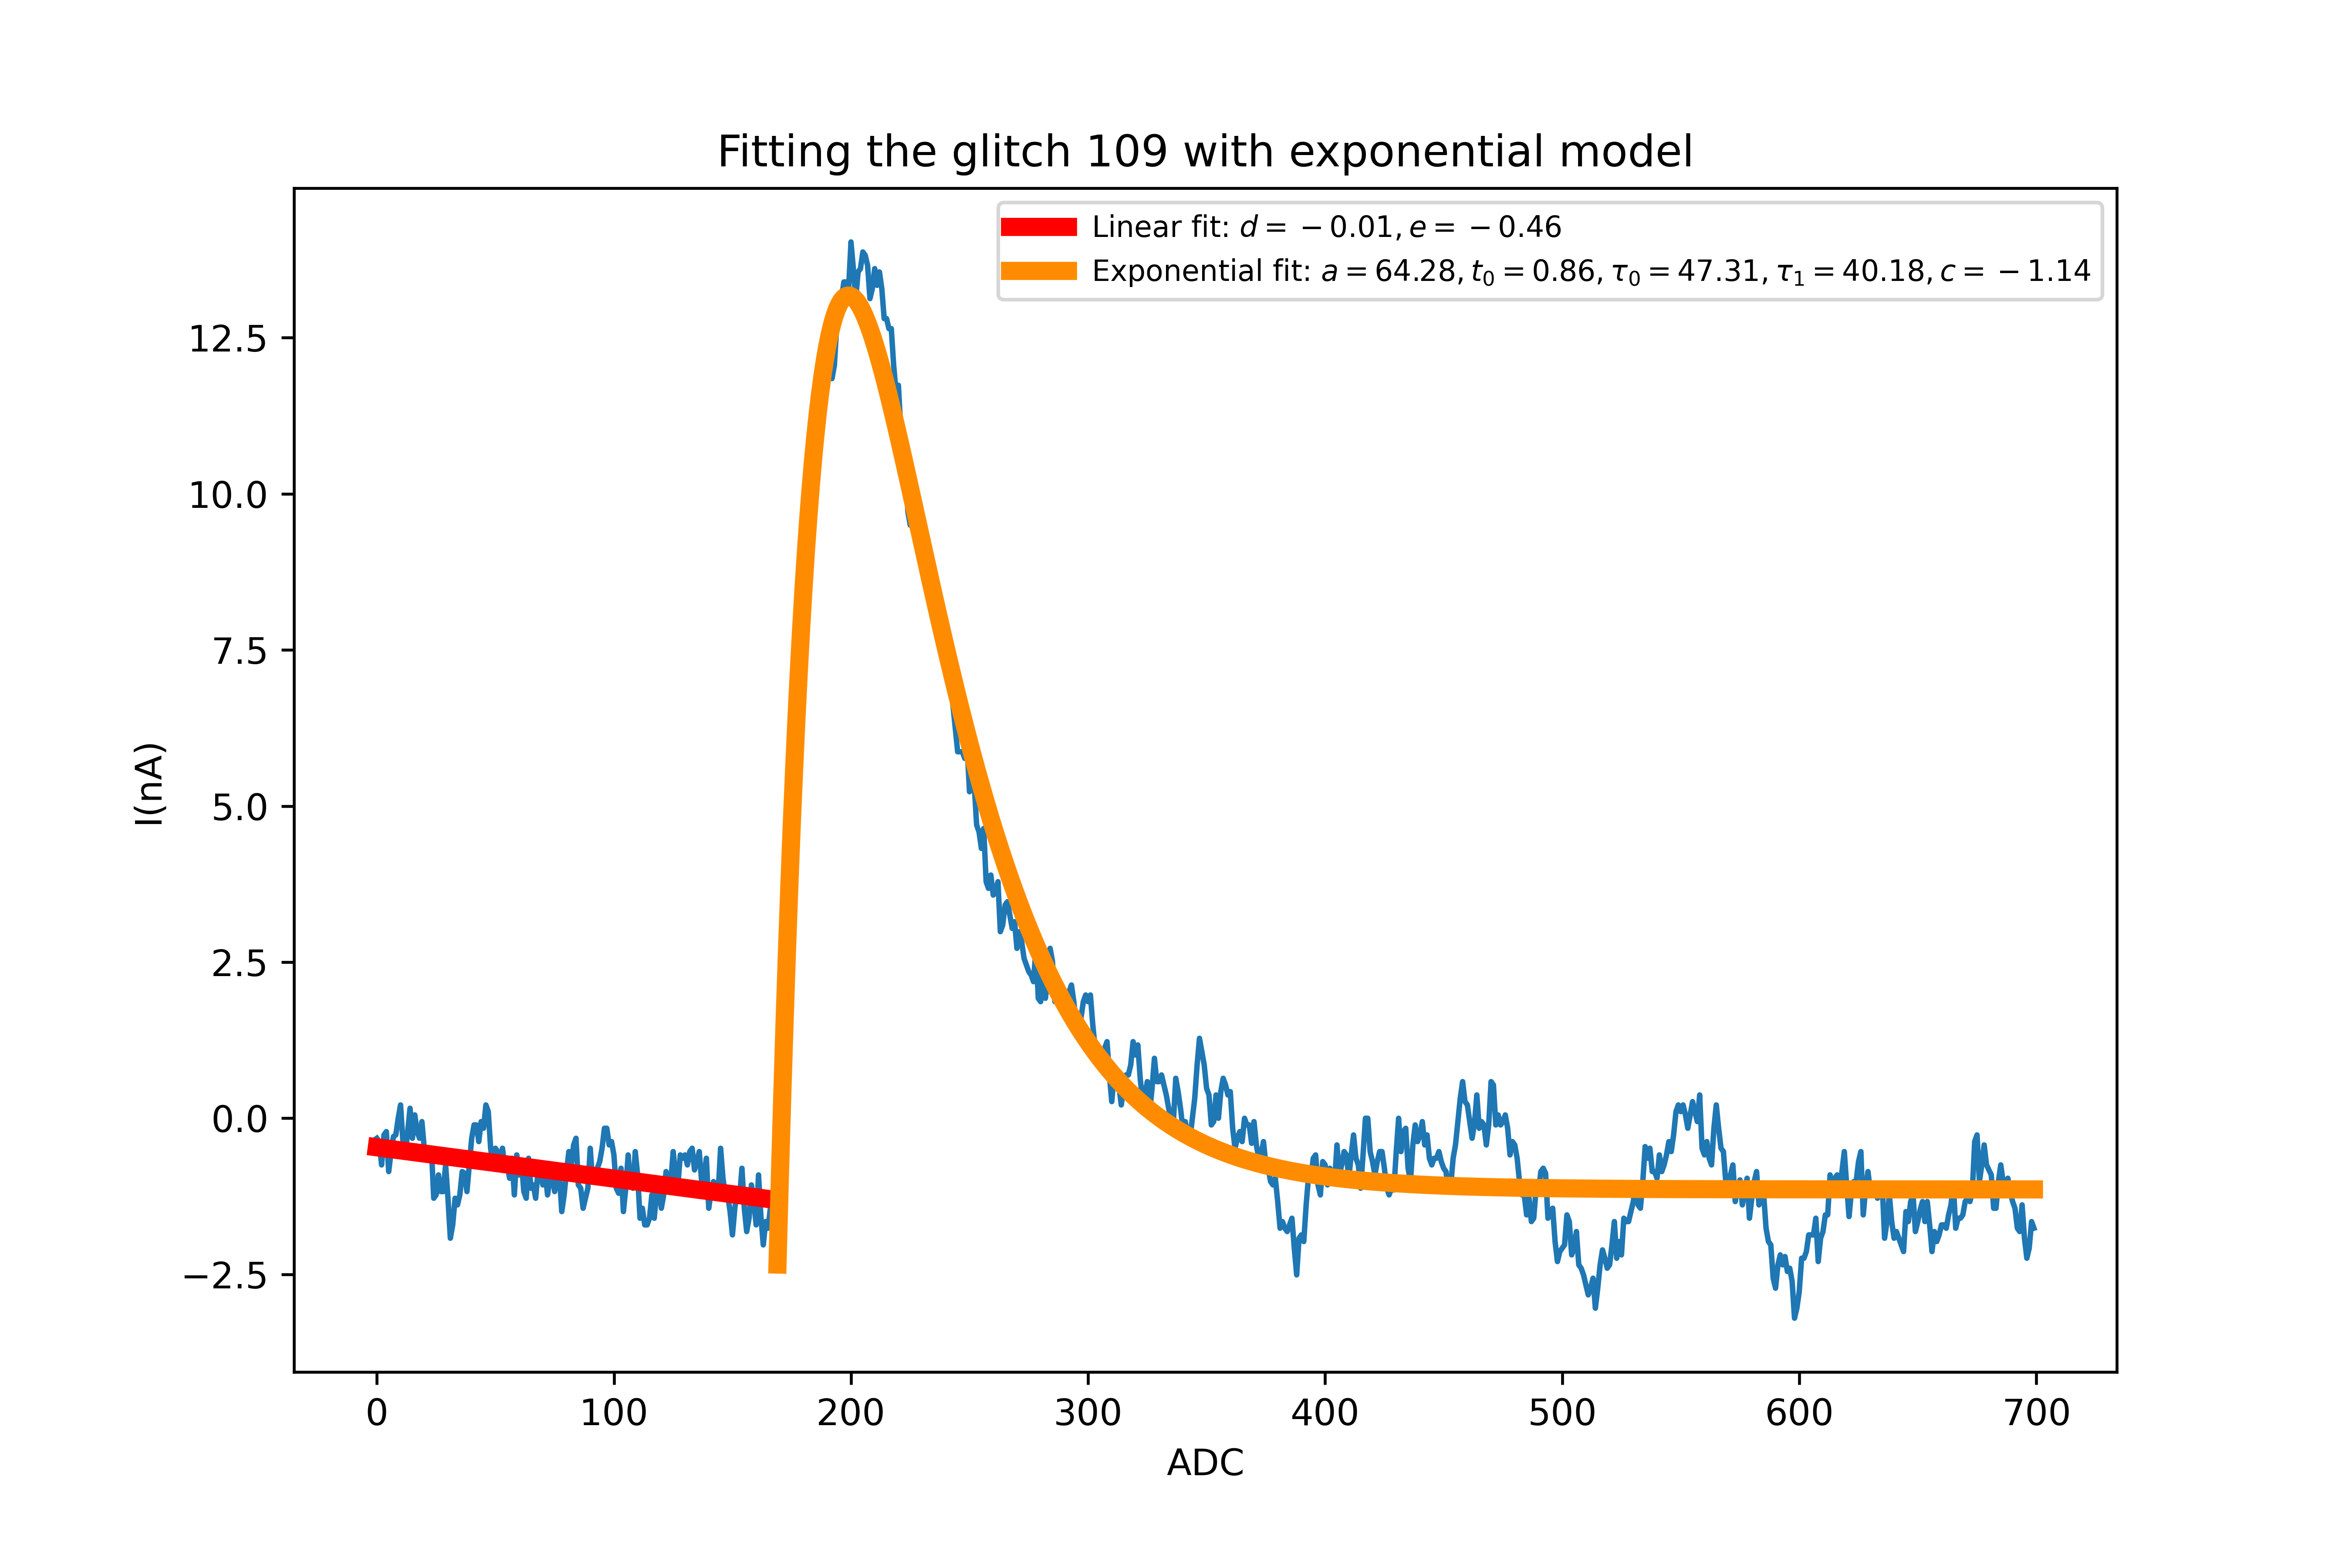 Fitting the glitch 109 with exponential model
Linear fit: d = −0.01, e = −0.46
Exponential fit: a = 64.28, t₀ = 0.86, τ₀ = 47.31, τ₁ = 40.18, c = −1.14
12.5
10.0
7.5
5.0
2.5
0.0
−2.5
I(nA)
0 100 200 300 400 500 600 700
ADC